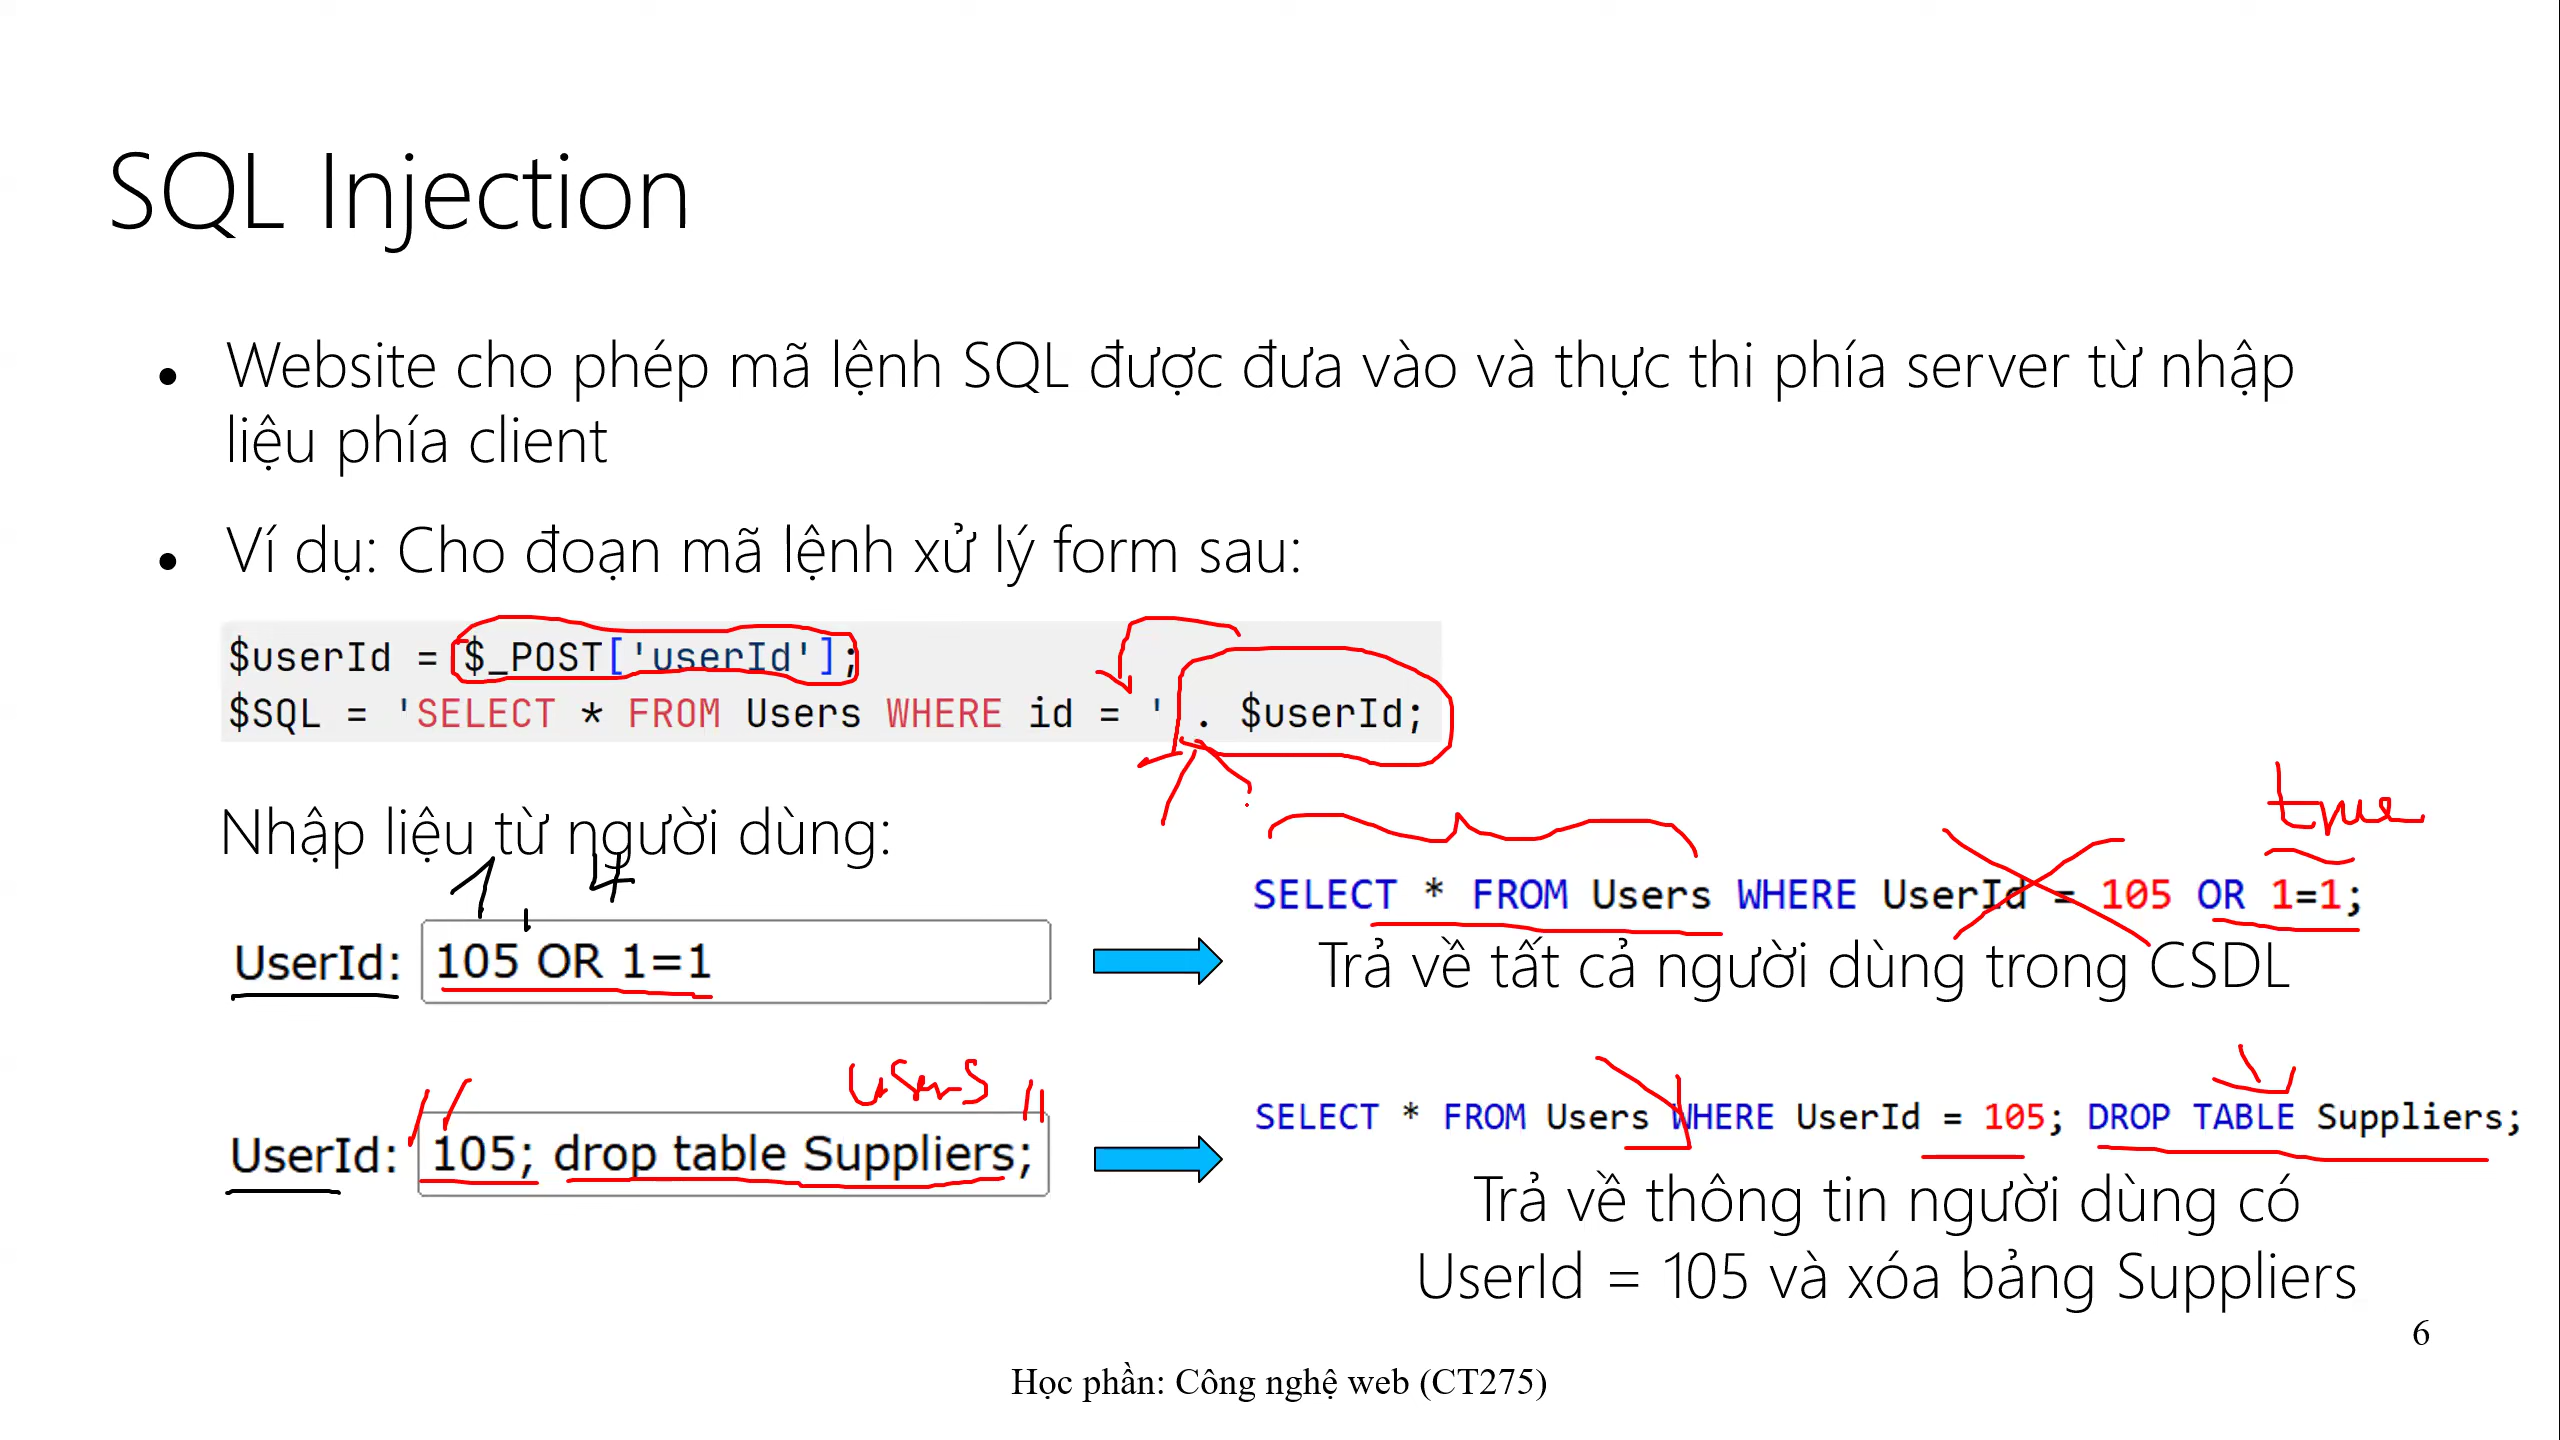 SQL Injection
• Website cho phép mã lệnh SQL được đưa vào và thực thi phía server từ nhập
liệu phía client
• Ví dụ: Cho đoạn mã lệnh xử lý form sau:
$userId = $_POST['userId'];
$SQL = 'SELECT * FROM Users WHERE id = ' . $userId;
Nhập liệu từ người dùng:
1, 4
true
UserId: 105 OR 1=1
SELECT * FROM Users WHERE UserId = 105 OR 1=1;
Trả về tất cả người dùng trong CSDL
" users "
UserId: 105; drop table Suppliers;
SELECT * FROM Users WHERE UserId = 105; DROP TABLE Suppliers;
Trả về thông tin người dùng có
UserId = 105 và xóa bảng Suppliers
6
Học phần: Công nghệ web (CT275)